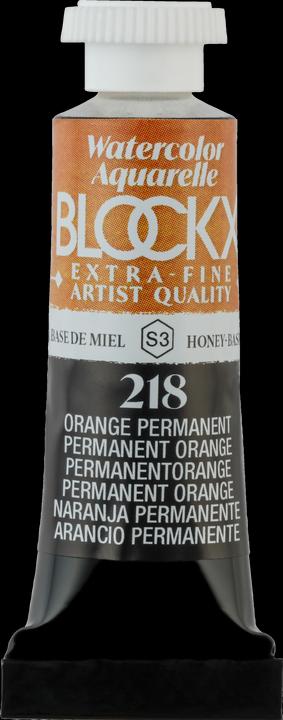 Watercolor
Aquarelle
BLOCKX
EXTRA-FINE
ARTIST QUALITY
BASE DE MIEL S3 HONEY-BAS
218
ORANGE PERMANENT
PERMANENT ORANGE
PERMANENTORANGE
PERMANENT ORANGE
NARANJA PERMANENTE
ARANCIO PERMANENTE